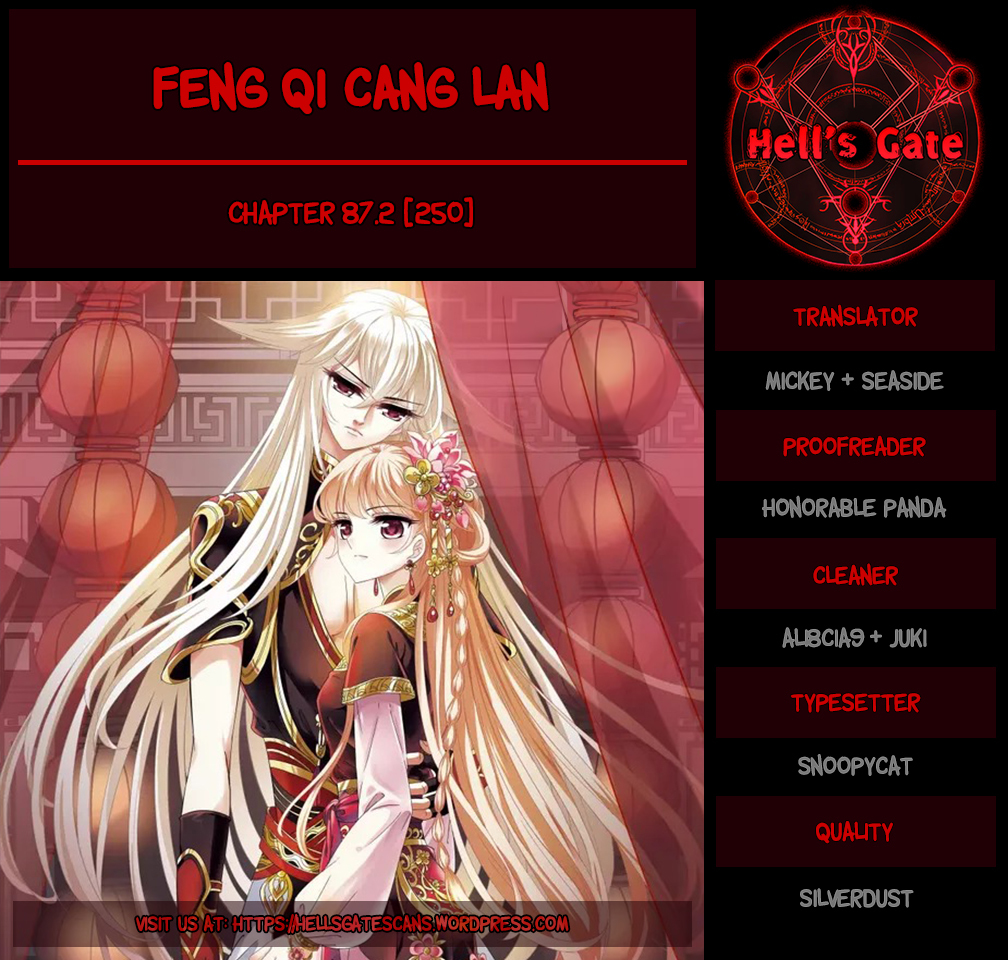 FENG QI CANG LAN
CHAPTER 87.2 [250]
Hell's Gate
TRANSLATOR
MICKEY + SEASIDE
PROOFREADER
HONORABLE PANDA
CLEANER
ALIBCIA9 + JUKI
TYPESETTER
SNOOPYCAT
QUALITY
SILVERDUST
VISIT US AT: HTTPS://HELLSGATESCANS.WORDPRESS.COM